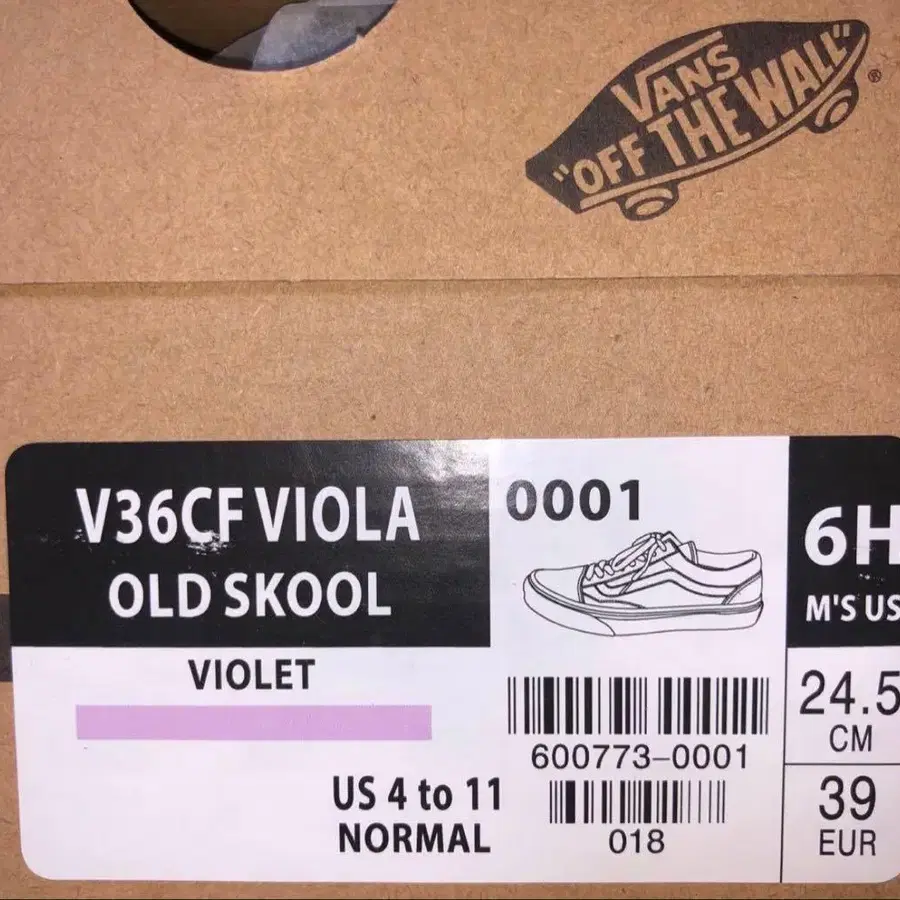 VANS
"OFF THE WALL"
®
V36CF VIOLA
OLD SKOOL
VIOLET
US 4 to 11
NORMAL
0001
600773-0001
018
6H
M'S US
24.5
CM
39
EUR